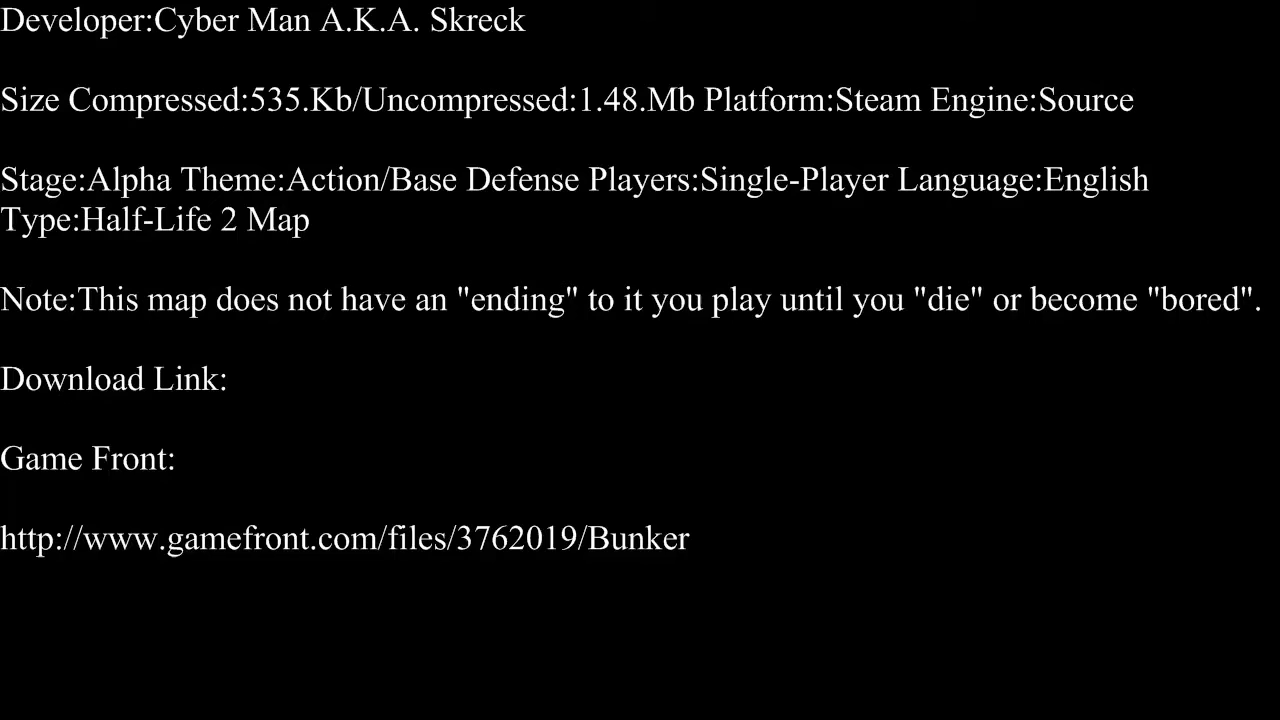 Developer:Cyber Man A.K.A. Skreck
Size Compressed:535.Kb/Uncompressed:1.48.Mb Platform:Steam Engine:Source
Stage:Alpha Theme:Action/Base Defense Players:Single-Player Language:English
Type:Half-Life 2 Map
Note:This map does not have an "ending" to it you play until you "die" or become "bored".
Download Link:
Game Front:
http://www.gamefront.com/files/3762019/Bunker